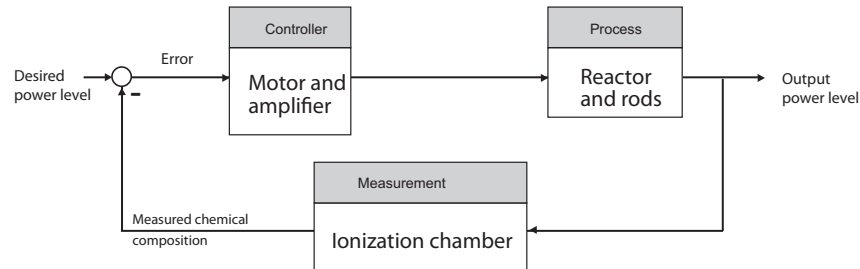 Controller
Process
Error
Desired
power level
Motor and
amplifier
Reactor
and rods
Output
power level
-
Measurement
Measured chemical
composition
Ionization chamber